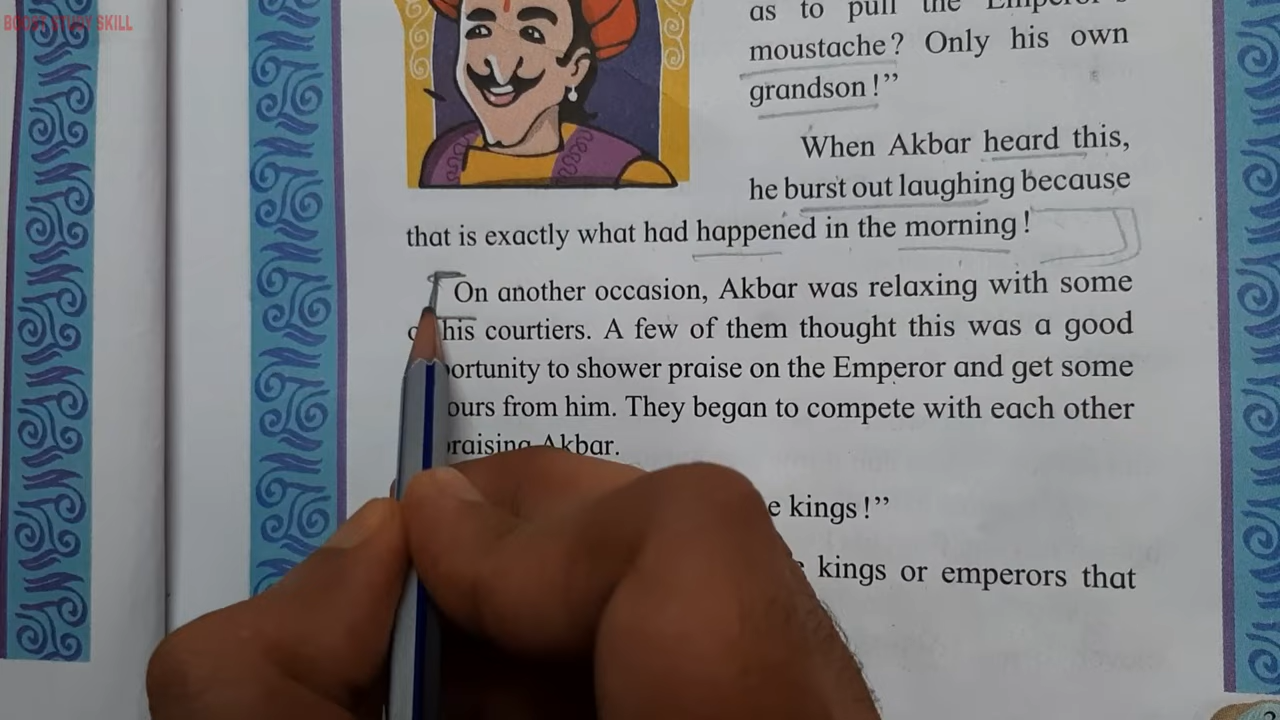 BOOST STUDY SKILL
as to pull the Emperor's
moustache? Only his own
grandson!”
When Akbar heard this,
he burst out laughing because
that is exactly what had happened in the morning!
On another occasion, Akbar was relaxing with some
his courtiers. A few of them thought this was a good
to shower praise on the Emperor and get some
from him. They began to compete with each other
Akbar.
kings!”
kings or emperors that